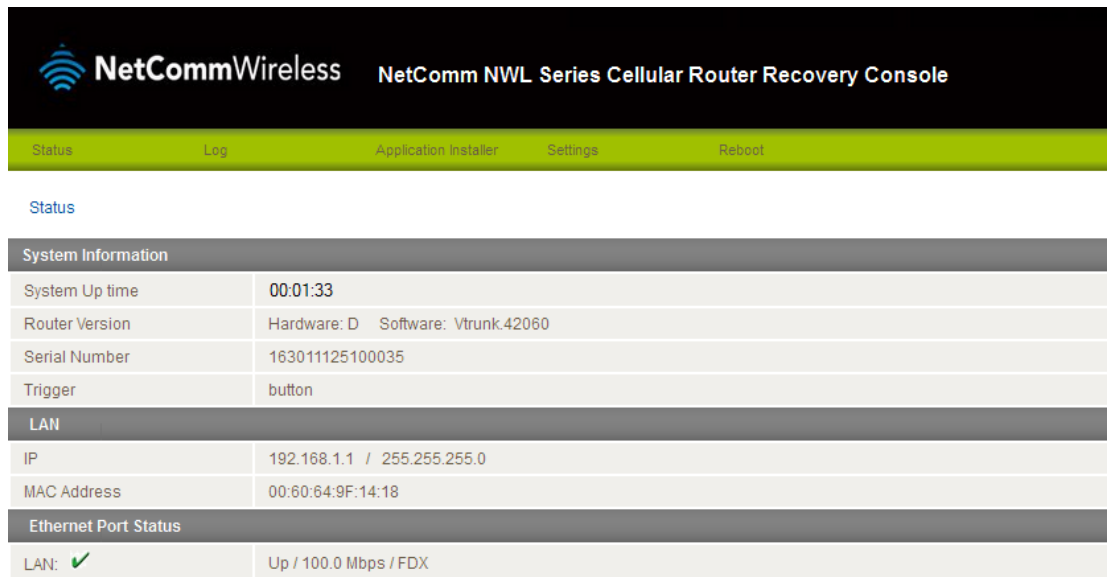 NetCommWireless NetComm NWL Series Cellular Router Recovery Console
Status Log Application Installer Settings Reboot
Status
System Information
System Up time 00:01:33
Router Version Hardware: D Software: Vtrunk.42060
Serial Number 163011125100035
Trigger button
LAN
IP 192.168.1.1 / 255.255.255.0
MAC Address 00:60:64:9F:14:18
Ethernet Port Status
LAN: ✔ Up / 100.0 Mbps / FDX